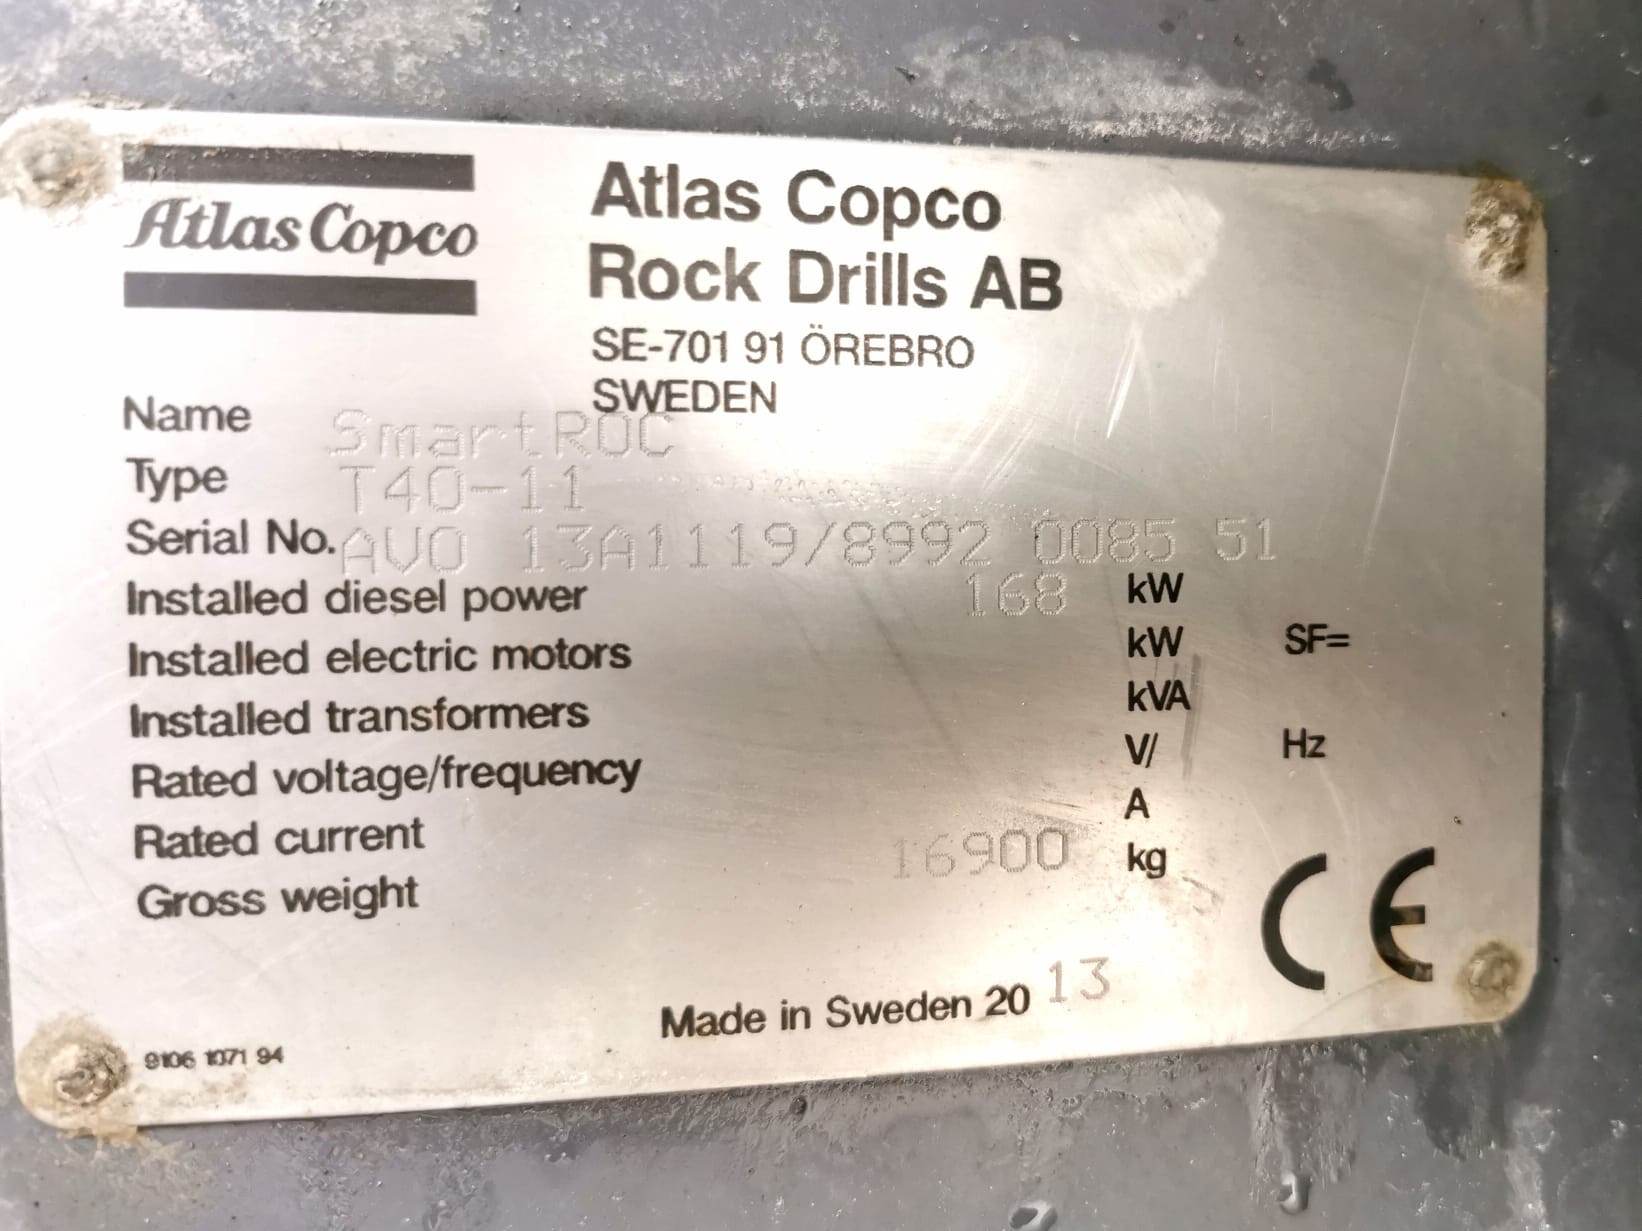 Atlas Copco
Atlas Copco
Rock Drills AB
SE-701 91 ÖREBRO
SWEDEN
Name SmartROC
Type T40-11
Serial No. AVO 13A1119/8992 0085 51
Installed diesel power 168 kW
Installed electric motors kW SF=
Installed transformers kVA
Rated voltage/frequency V/ Hz
Rated current A
Gross weight 16900 kg
CE
Made in Sweden 2013
9106 1071 94